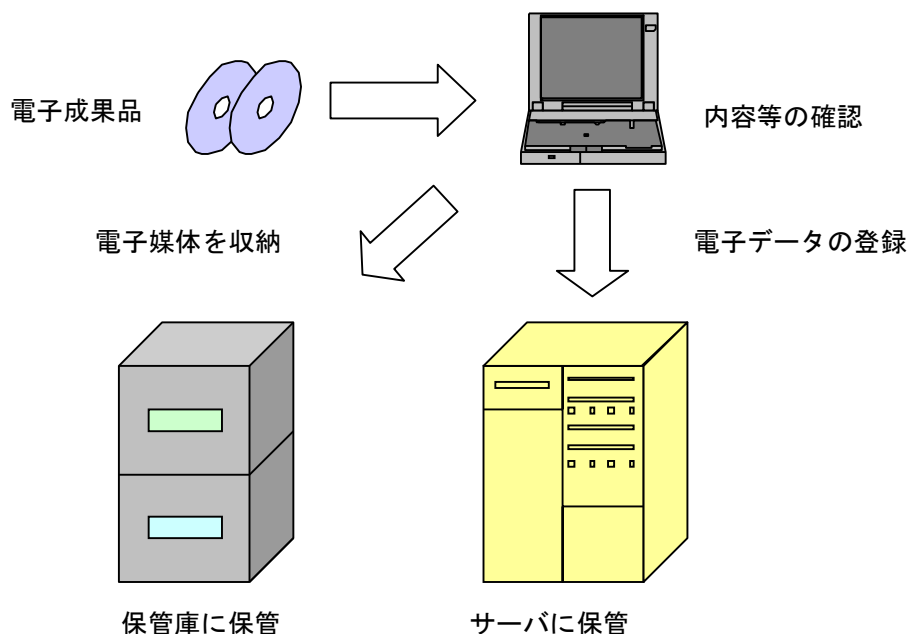 電子成果品
内容等の確認
電子媒体を収納
電子データの登録
保管庫に保管
サーバに保管